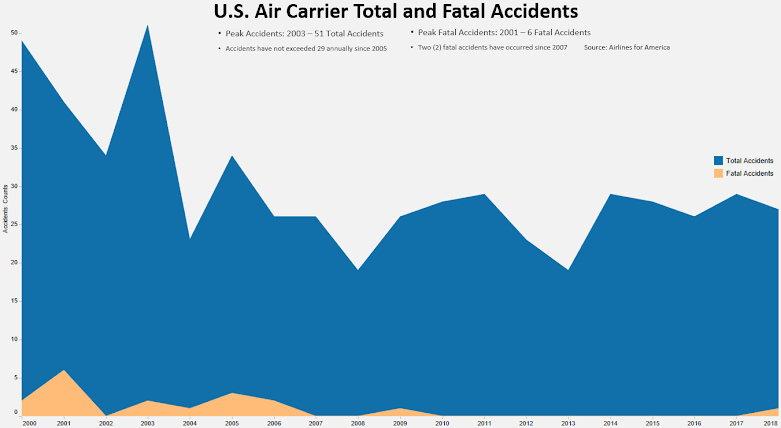 U.S. Air Carrier Total and Fatal Accidents
• Peak Accidents: 2003 – 51 Total Accidents
• Peak Fatal Accidents: 2001 – 6 Fatal Accidents
• Accidents have not exceeded 29 annually since 2005
• Two (2) fatal accidents have occurred since 2007
Source: Airlines for America
Total Accidents
Fatal Accidents
Accidents Counts
50
45
40
35
30
25
20
15
10
5
0
2000 2001 2002 2003 2004 2005 2006 2007 2008 2009 2010 2011 2012 2013 2014 2015 2016 2017 2018